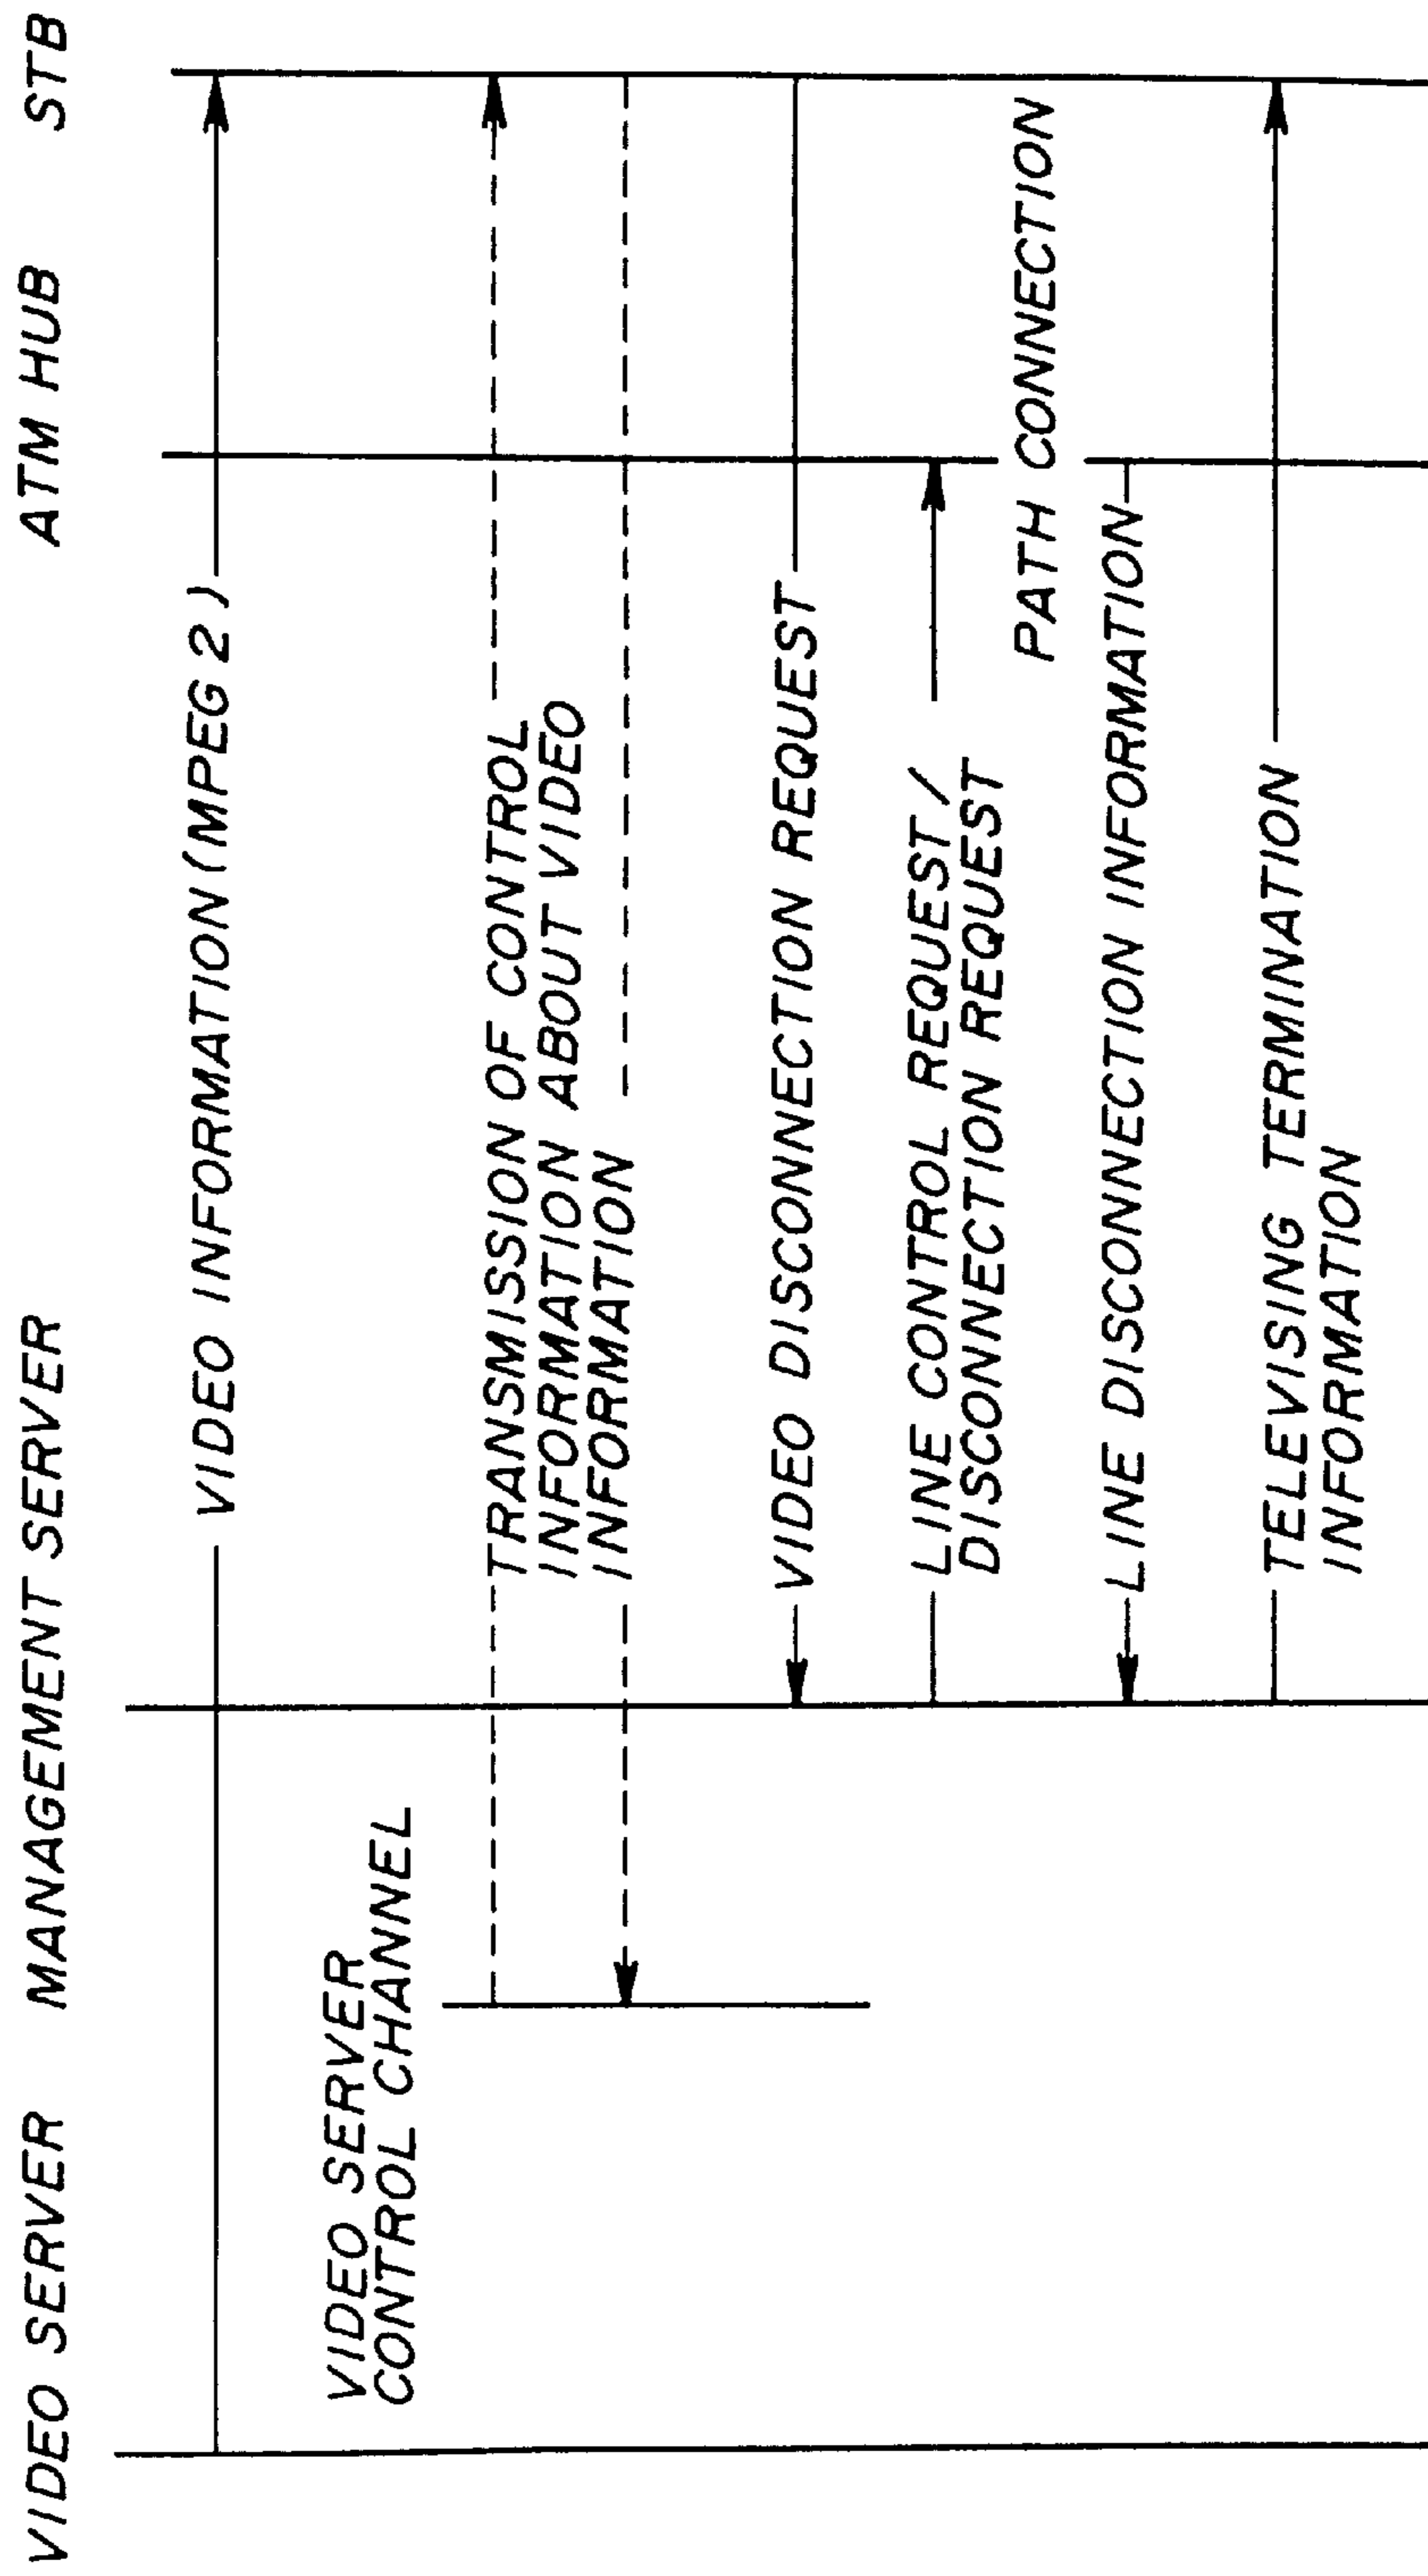 VIDEO SERVER
MANAGEMENT SERVER
ATM HUB
STB
VIDEO INFORMATION (MPEG 2)
VIDEO SERVER
CONTROL CHANNEL
TRANSMISSION OF CONTROL
INFORMATION ABOUT VIDEO
INFORMATION
VIDEO DISCONNECTION REQUEST
LINE CONTROL REQUEST /
DISCONNECTION REQUEST
PATH CONNECTION
LINE DISCONNECTION INFORMATION
TELEVISING TERMINATION
INFORMATION